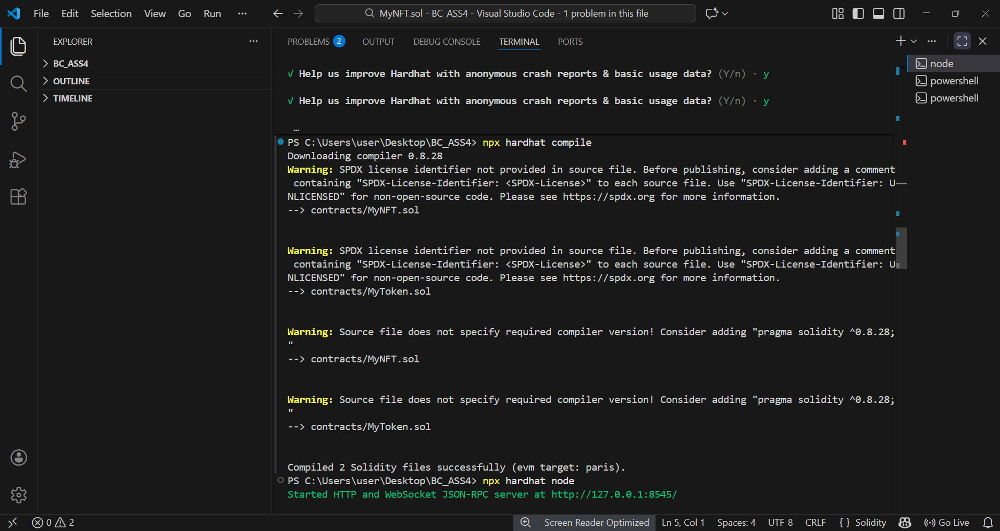 File Edit Selection View Go Run ···
MyNFT.sol - BC_ASS4 - Visual Studio Code - 1 problem in this file
EXPLORER ···
BC_ASS4
OUTLINE
TIMELINE
PROBLEMS 2 OUTPUT DEBUG CONSOLE TERMINAL PORTS
node
powershell
powershell
√ Help us improve Hardhat with anonymous crash reports & basic usage data? (Y/n) · y
√ Help us improve Hardhat with anonymous crash reports & basic usage data? (Y/n) · y
…
PS C:\Users\user\Desktop\BC_ASS4> npx hardhat compile
Downloading compiler 0.8.28
Warning: SPDX license identifier not provided in source file. Before publishing, consider adding a comment
containing "SPDX-License-Identifier: <SPDX-License>" to each source file. Use "SPDX-License-Identifier: U
NLICENSED" for non-open-source code. Please see https://spdx.org for more information.
--> contracts/MyNFT.sol
Warning: SPDX license identifier not provided in source file. Before publishing, consider adding a comment
containing "SPDX-License-Identifier: <SPDX-License>" to each source file. Use "SPDX-License-Identifier: U
NLICENSED" for non-open-source code. Please see https://spdx.org for more information.
--> contracts/MyToken.sol
Warning: Source file does not specify required compiler version! Consider adding "pragma solidity ^0.8.28;
"
--> contracts/MyNFT.sol
Warning: Source file does not specify required compiler version! Consider adding "pragma solidity ^0.8.28;
"
--> contracts/MyToken.sol
Compiled 2 Solidity files successfully (evm target: paris).
PS C:\Users\user\Desktop\BC_ASS4> npx hardhat node
Started HTTP and WebSocket JSON-RPC server at http://127.0.0.1:8545/
0 2 Screen Reader Optimized Ln 5, Col 1 Spaces: 4 UTF-8 CRLF { } Solidity Go Live